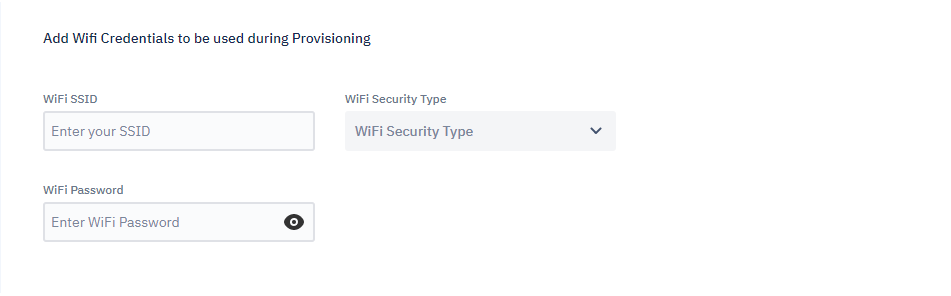 Add Wifi Credentials to be used during Provisioning
WiFi SSID
WiFi Security Type
Enter your SSID
WiFi Security Type
WiFi Password
Enter WiFi Password